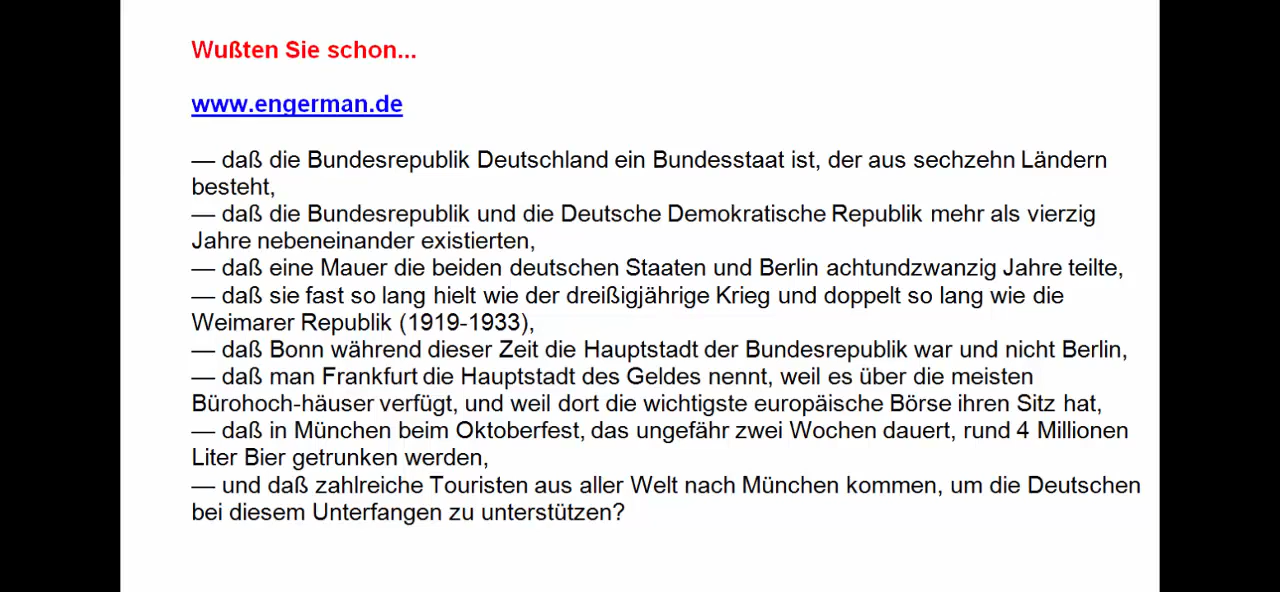 Wußten Sie schon...
www.engerman.de
— daß die Bundesrepublik Deutschland ein Bundesstaat ist, der aus sechzehn Ländern
besteht,
— daß die Bundesrepublik und die Deutsche Demokratische Republik mehr als vierzig
Jahre nebeneinander existierten,
— daß eine Mauer die beiden deutschen Staaten und Berlin achtundzwanzig Jahre teilte,
— daß sie fast so lang hielt wie der dreißigjährige Krieg und doppelt so lang wie die
Weimarer Republik (1919-1933),
— daß Bonn während dieser Zeit die Hauptstadt der Bundesrepublik war und nicht Berlin,
— daß man Frankfurt die Hauptstadt des Geldes nennt, weil es über die meisten
Bürohoch-häuser verfügt, und weil dort die wichtigste europäische Börse ihren Sitz hat,
— daß in München beim Oktoberfest, das ungefähr zwei Wochen dauert, rund 4 Millionen
Liter Bier getrunken werden,
— und daß zahlreiche Touristen aus aller Welt nach München kommen, um die Deutschen
bei diesem Unterfangen zu unterstützen?